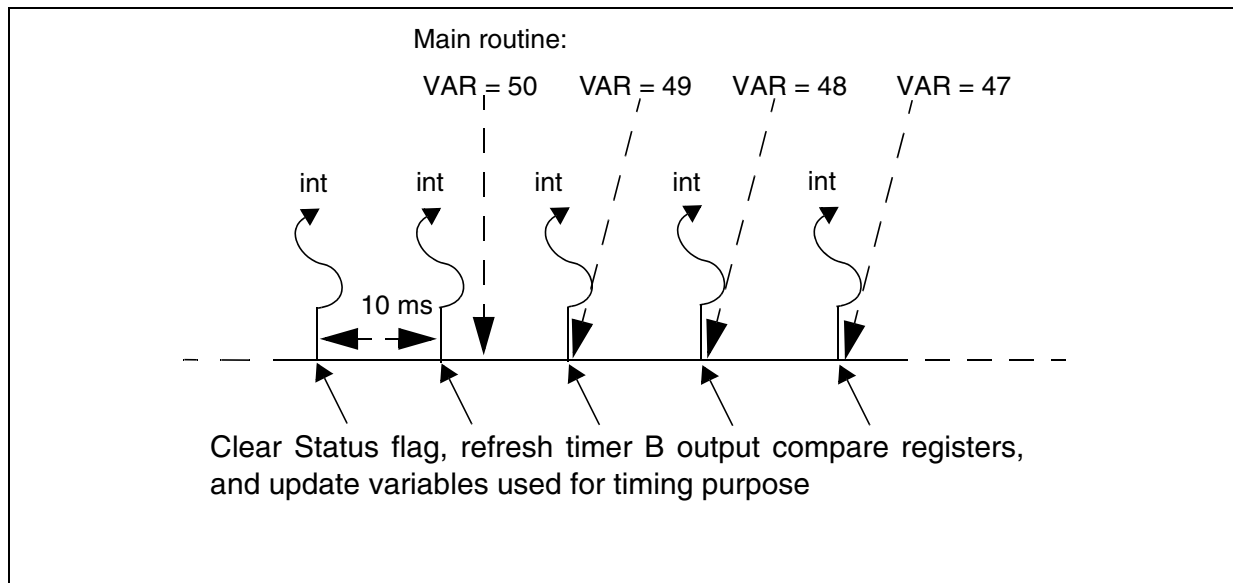 Main routine:
VAR = 50 VAR = 49 VAR = 48 VAR = 47
int int int int int
10 ms
Clear Status flag, refresh timer B output compare registers,
and update variables used for timing purpose